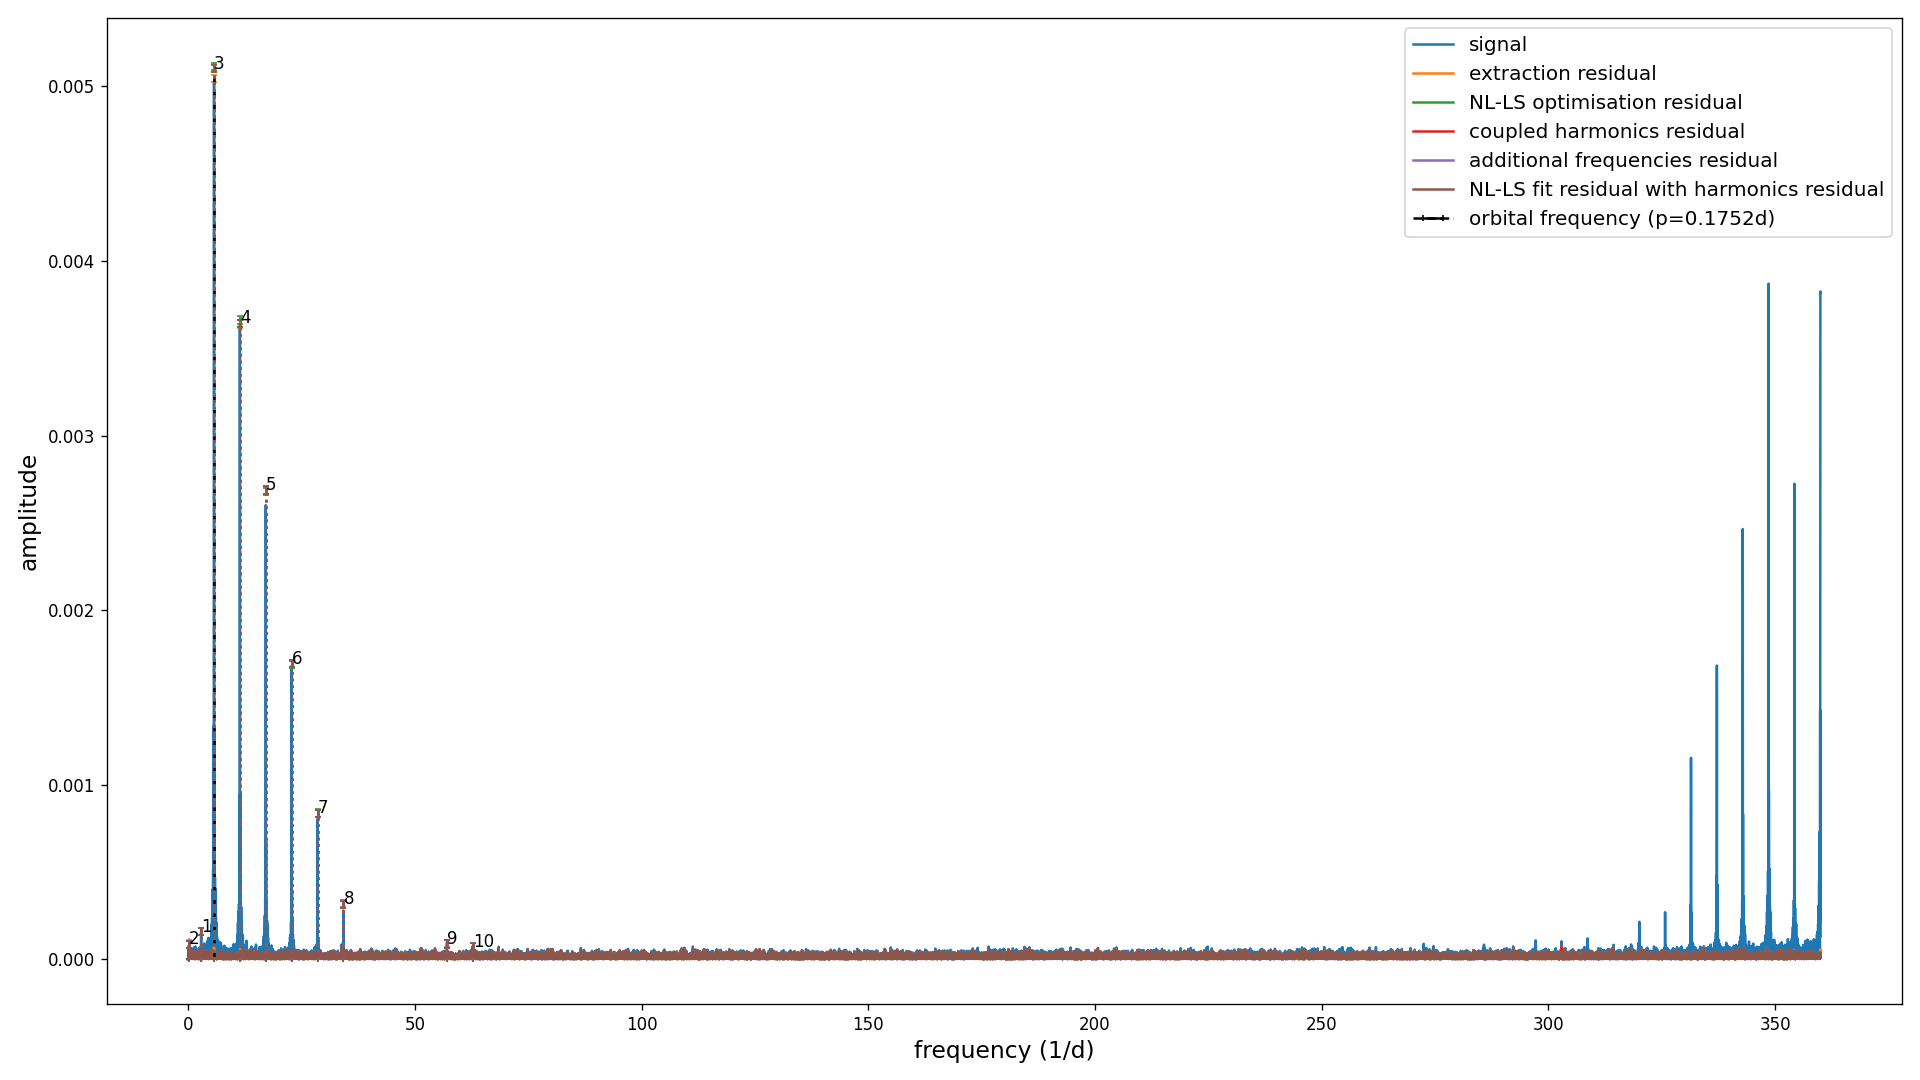 signal
extraction residual
NL-LS optimisation residual
coupled harmonics residual
additional frequencies residual
NL-LS fit residual with harmonics residual
orbital frequency (p=0.1752d)
amplitude
0.005
0.004
0.003
0.002
0.001
0.000
2
1
3
4
5
6
7
8
9
10
0
50
100
150
200
250
300
350
frequency (1/d)